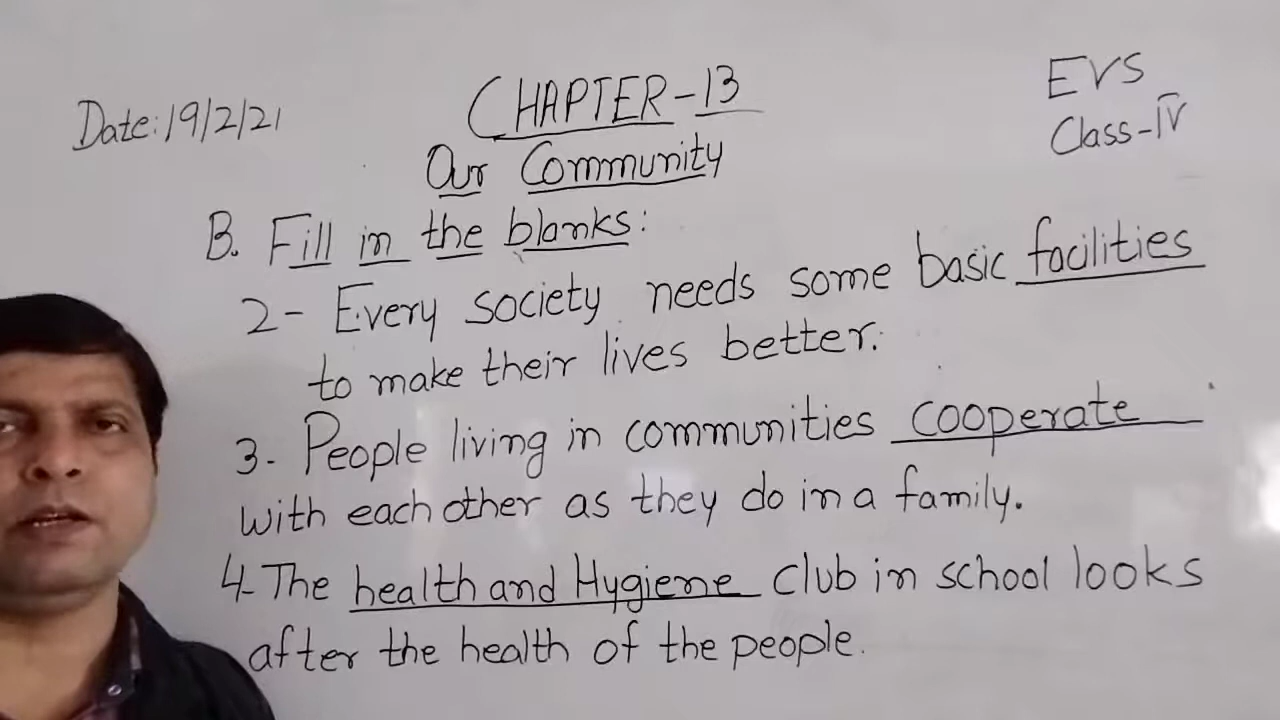 Date: 19/2/21
CHAPTER-13
EVS
Class-IV
Our Community
B. Fill in the blanks:
2- Every society needs some basic facilities
to make their lives better.
3. People living in communities cooperate
with each other as they do in a family.
4. The health and Hygiene club in school looks
after the health of the people.